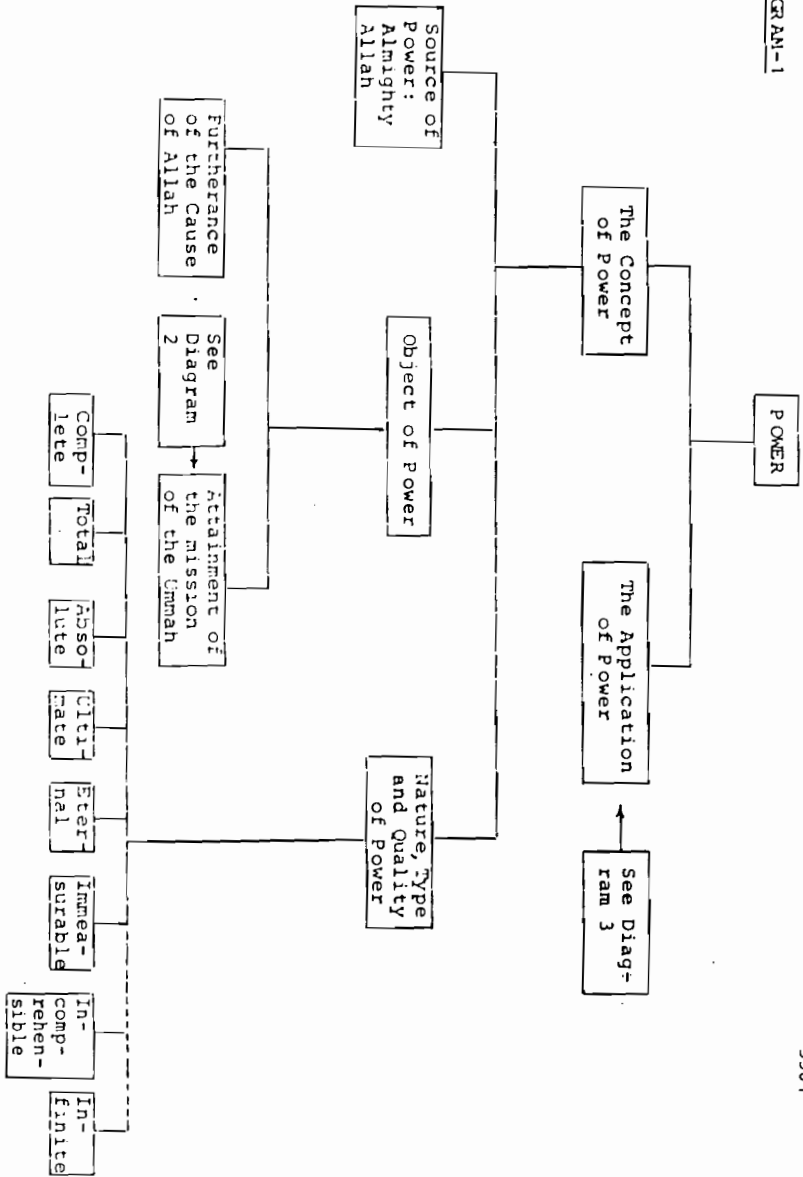 GRAM-1
POWER
The Concept
of Power
The Application
of Power
See Diag-
ram 3
Source of
Power:
Almighty
Allah
Object of Power
Nature, Type
and Quality
of Power
Furtherance
of the Cause
of Allah
See
Diagram
2
Attainment of
the mission
of the Ummah
Comp-
lete
Total
Abso-
lute
Ulti-
mate
Eter-
nal
Immea-
surable
In-
comp-
rehen-
sible
In-
finite